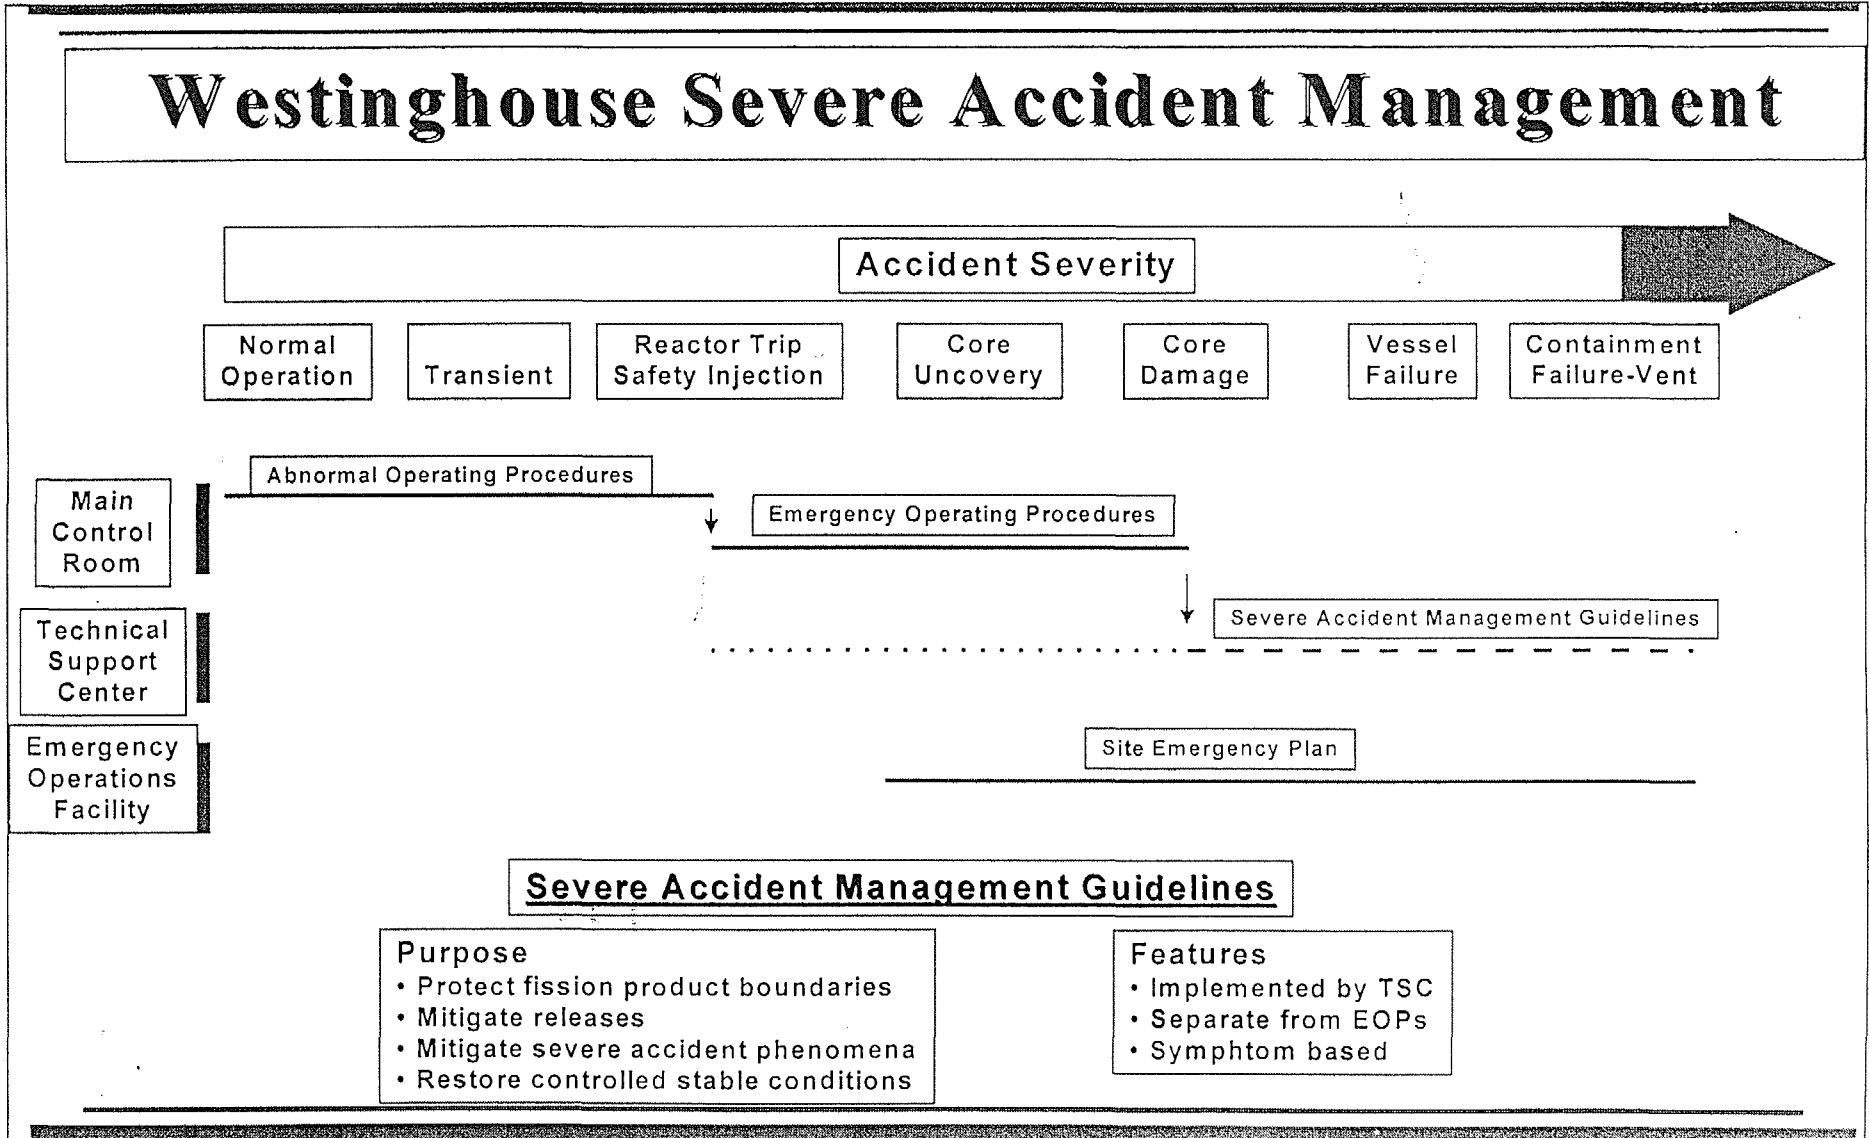 Westinghouse Severe Accident Management
Accident Severity
Normal
Operation
Transient
Reactor Trip
Safety Injection
Core
Uncovery
Core
Damage
Vessel
Failure
Containment
Failure-Vent
Main
Control
Room
Abnormal Operating Procedures
Emergency Operating Procedures
Technical
Support
Center
Severe Accident Management Guidelines
Emergency
Operations
Facility
Site Emergency Plan
Severe Accident Management Guidelines
Purpose
• Protect fission product boundaries
• Mitigate releases
• Mitigate severe accident phenomena
• Restore controlled stable conditions
Features
• Implemented by TSC
• Separate from EOPs
• Symphtom based